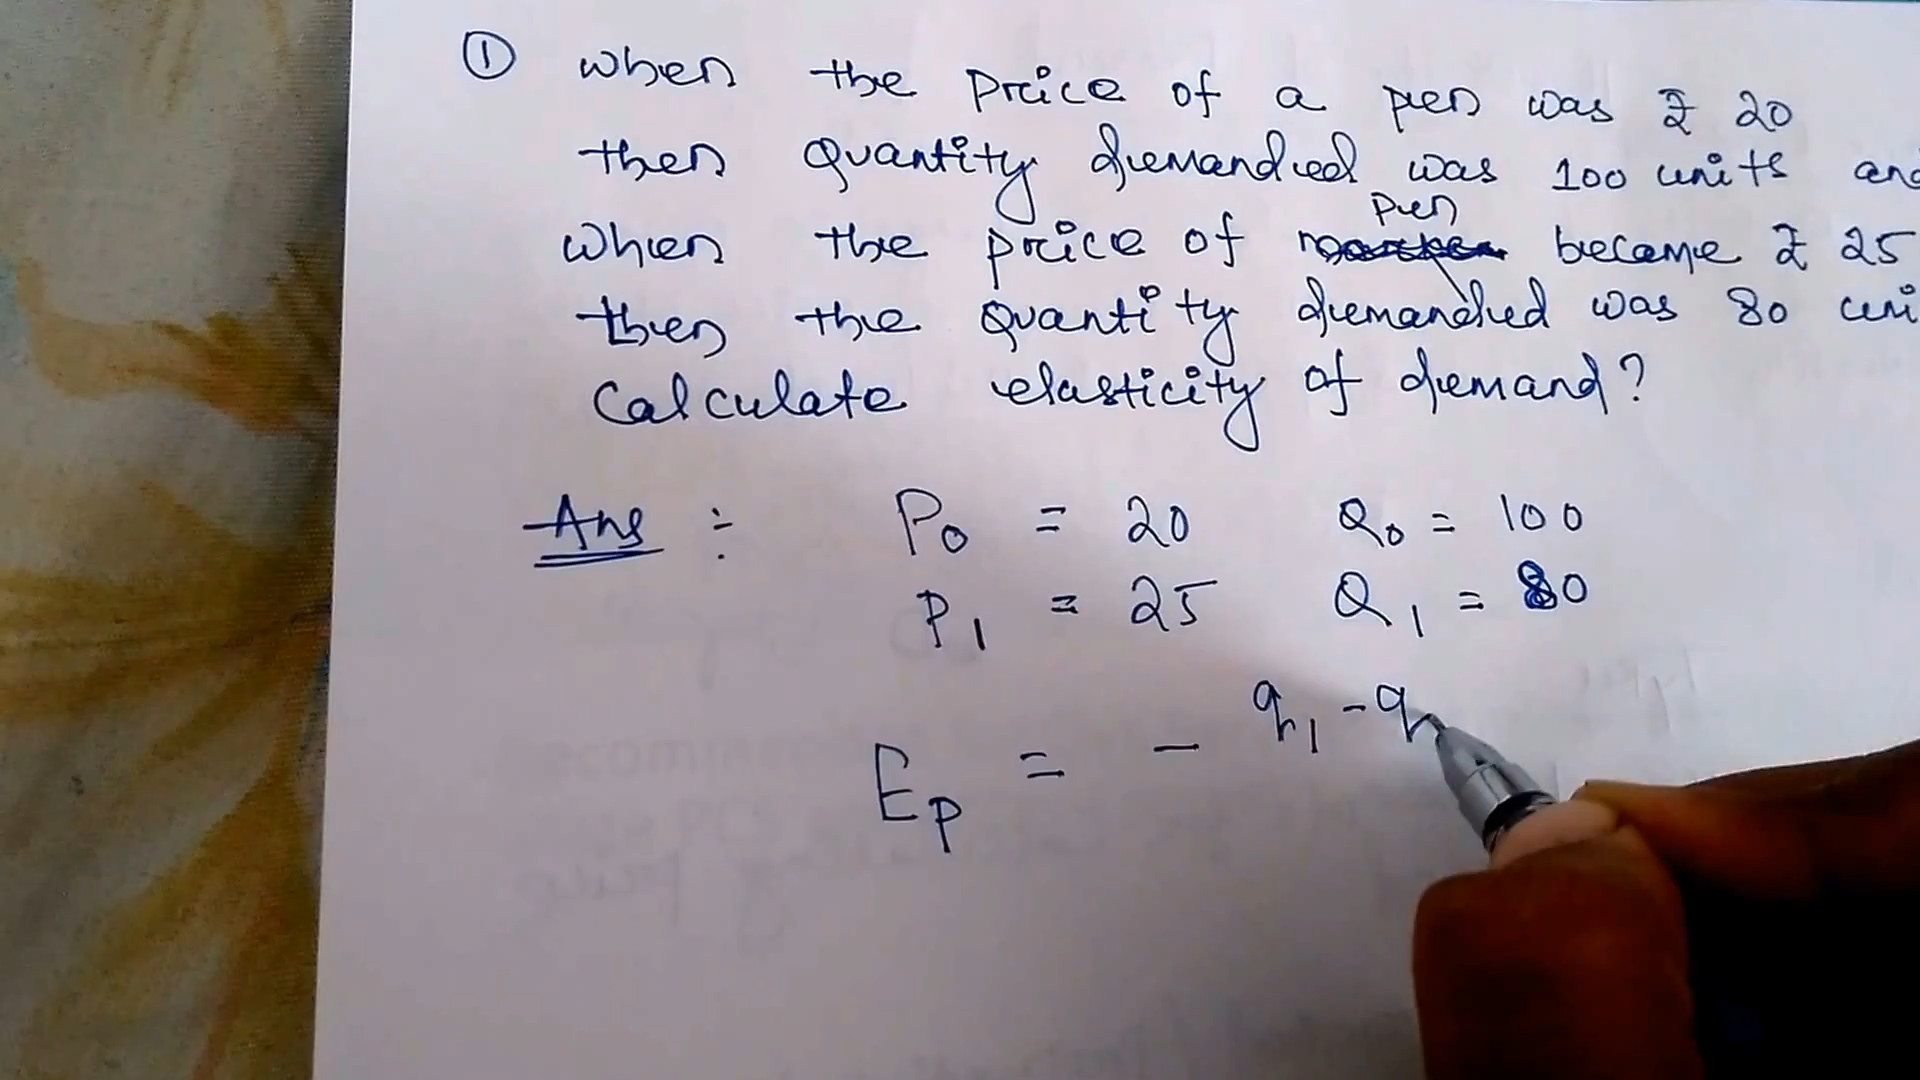 ① When the price of a pen was ₹ 20
then quantity demanded was 100 units and
pen
when the price of became ₹ 25
then the quantity demanded was 80 uni
Calculate elasticity of demand?
Ans ÷ P0 = 20 Q0 = 100
P1 = 25 Q1 = 80
Ep = - q1 - q